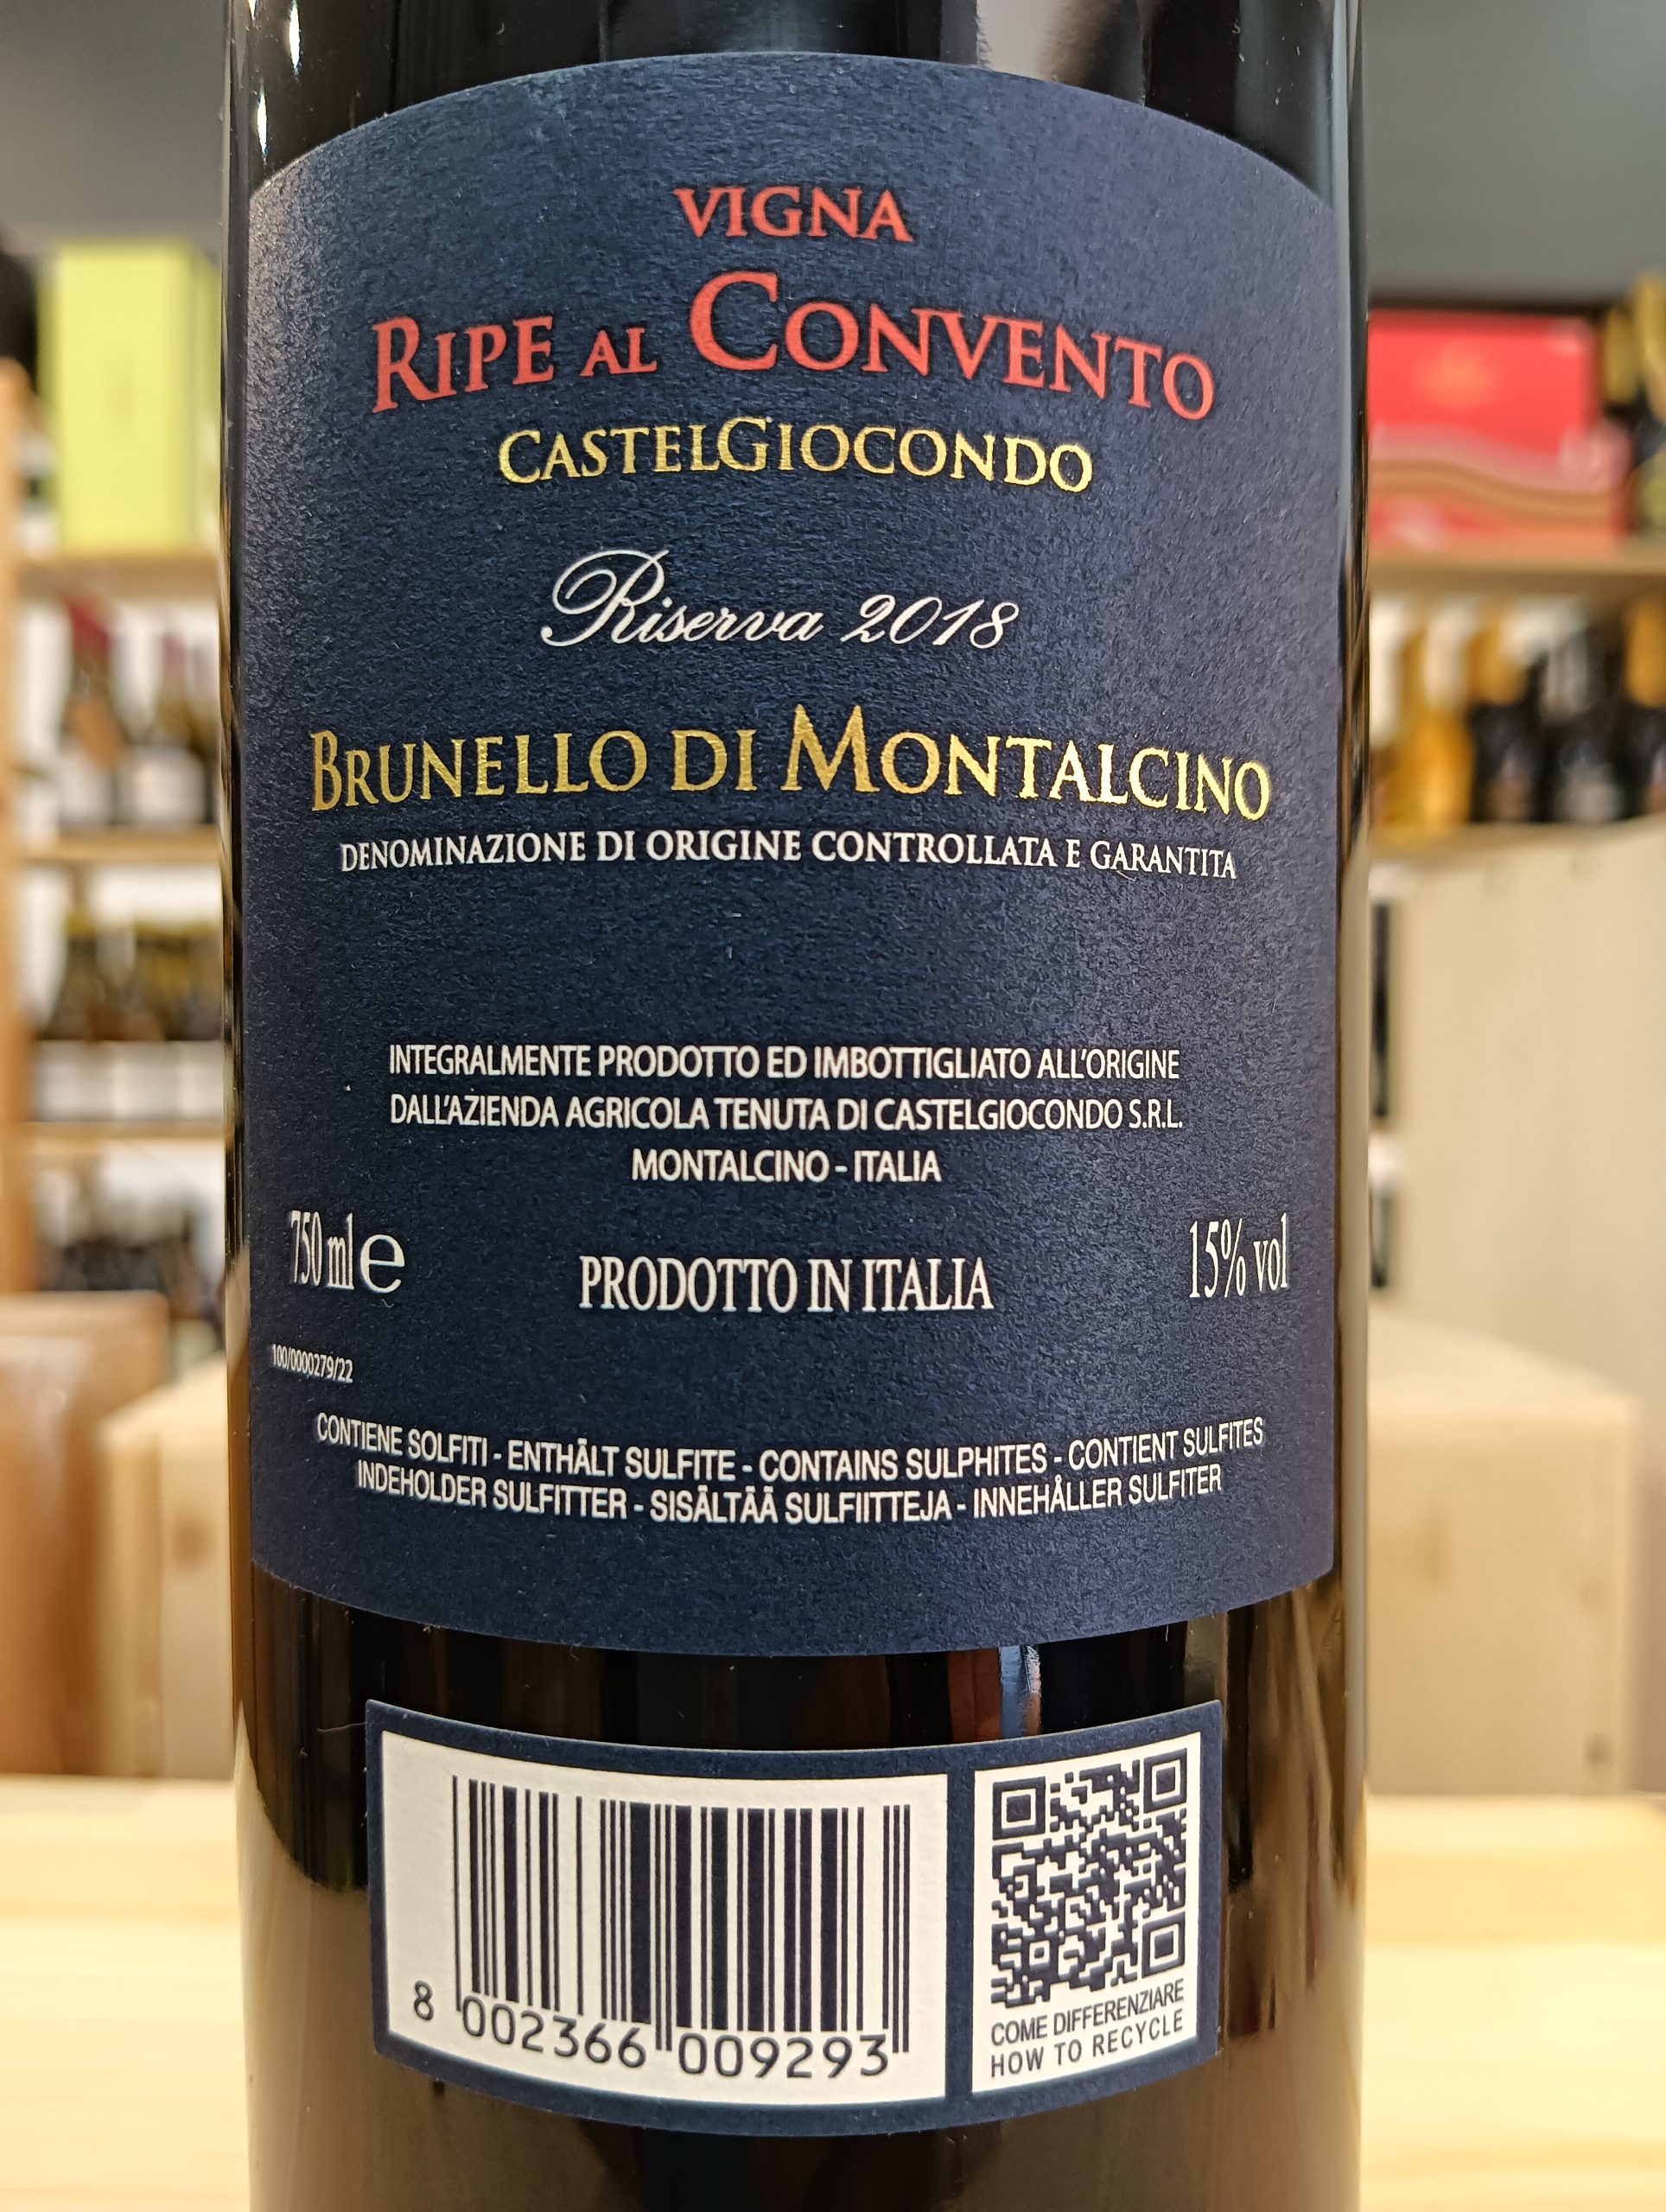 VIGNA
RIPE AL CONVENTO
CASTELGIOCONDO
Riserva 2018
BRUNELLO DI MONTALCINO
DENOMINAZIONE DI ORIGINE CONTROLLATA E GARANTITA
INTEGRALMENTE PRODOTTO ED IMBOTTIGLIATO ALL'ORIGINE
DALL'AZIENDA AGRICOLA TENUTA DI CASTELGIOCONDO S.R.L.
MONTALCINO - ITALIA
750 ml e PRODOTTO IN ITALIA 15% vol
100/0000279/22
CONTIENE SOLFITI - ENTHÄLT SULFITE - CONTAINS SULPHITES - CONTIENT SULFITES
INDEHOLDER SULFITTER - SISÄLTÄÄ SULFIITTEJA - INNEHÅLLER SULFITER
8 002366 009293
COME DIFFERENZIARE
HOW TO RECYCLE